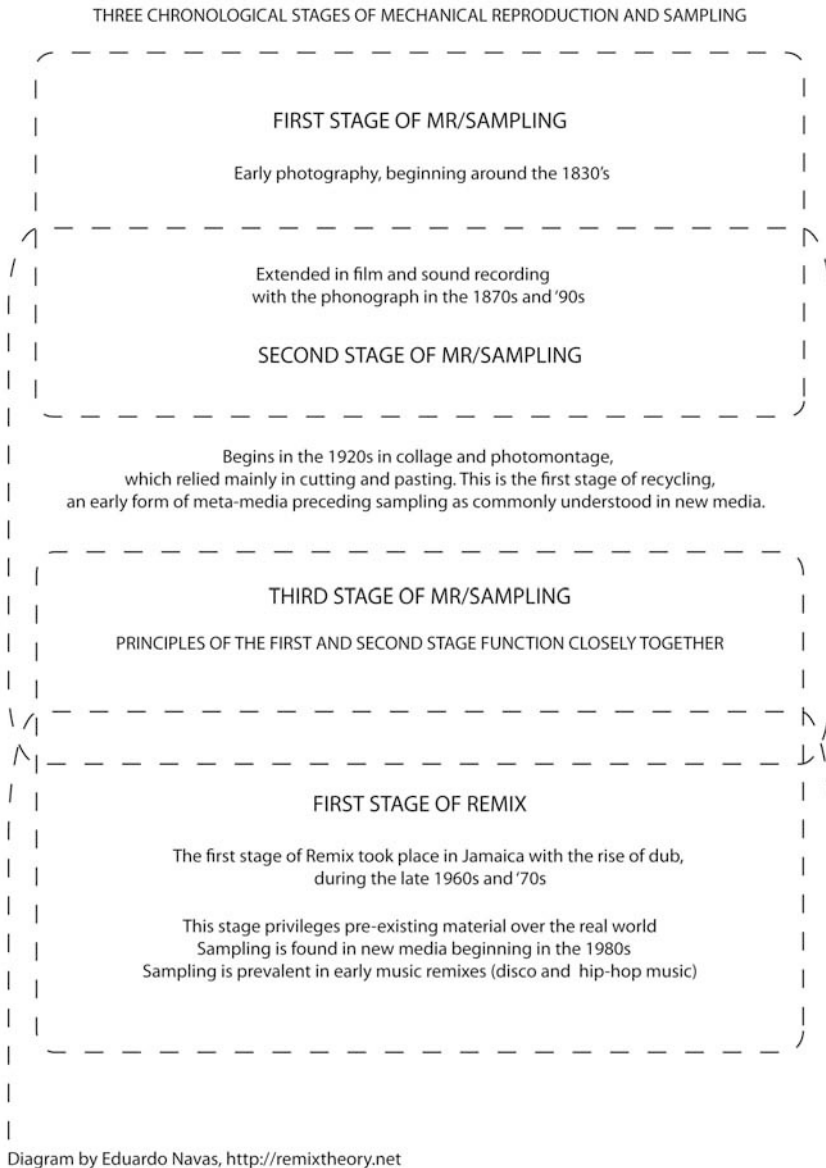 THREE CHRONOLOGICAL STAGES OF MECHANICAL REPRODUCTION AND SAMPLING
FIRST STAGE OF MR/SAMPLING
Early photography, beginning around the 1830's
Extended in film and sound recording
with the phonograph in the 1870s and '90s
SECOND STAGE OF MR/SAMPLING
Begins in the 1920s in collage and photomontage,
which relied mainly in cutting and pasting. This is the first stage of recycling,
an early form of meta-media preceding sampling as commonly understood in new media.
THIRD STAGE OF MR/SAMPLING
PRINCIPLES OF THE FIRST AND SECOND STAGE FUNCTION CLOSELY TOGETHER
FIRST STAGE OF REMIX
The first stage of Remix took place in Jamaica with the rise of dub,
during the late 1960s and '70s
This stage privileges pre-existing material over the real world
Sampling is found in new media beginning in the 1980s
Sampling is prevalent in early music remixes (disco and hip-hop music)
Diagram by Eduardo Navas, http://remixtheory.net